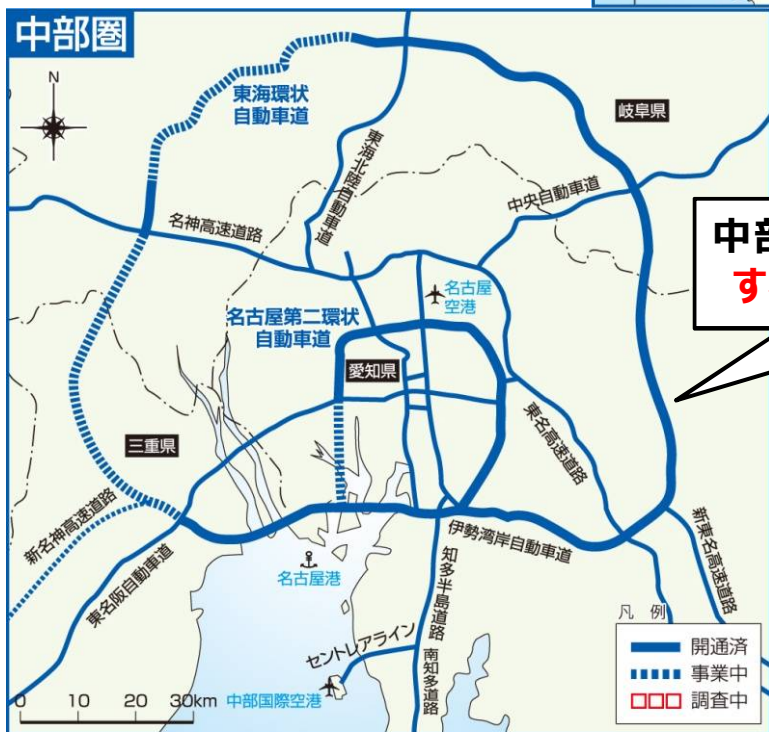 中部圏
N
東海環状
自動車道
岐阜県
東海北陸自動車道
中央自動車道
名神高速道路
中部
す
名古屋
空港
名古屋第二環状
自動車道
愛知県
東名高速道路
三重県
新名神高速道路
東名阪自動車道
伊勢湾岸自動車道
新東名高速道路
名古屋港
知多半島道路
セントレアライン
南知多道路
中部国際空港
凡 例
開通済
事業中
調査中
0 10 20 30km